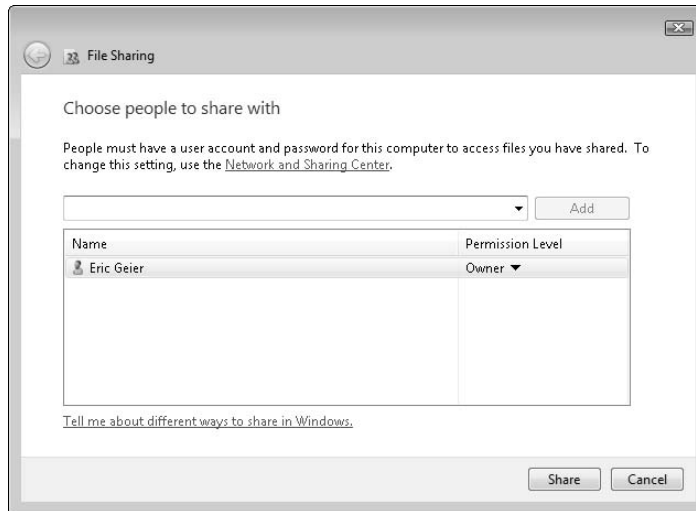 File Sharing
Choose people to share with
People must have a user account and password for this computer to access files you have shared. To
change this setting, use the Network and Sharing Center.
Add
Name Permission Level
Eric Geier Owner
Tell me about different ways to share in Windows.
Share Cancel